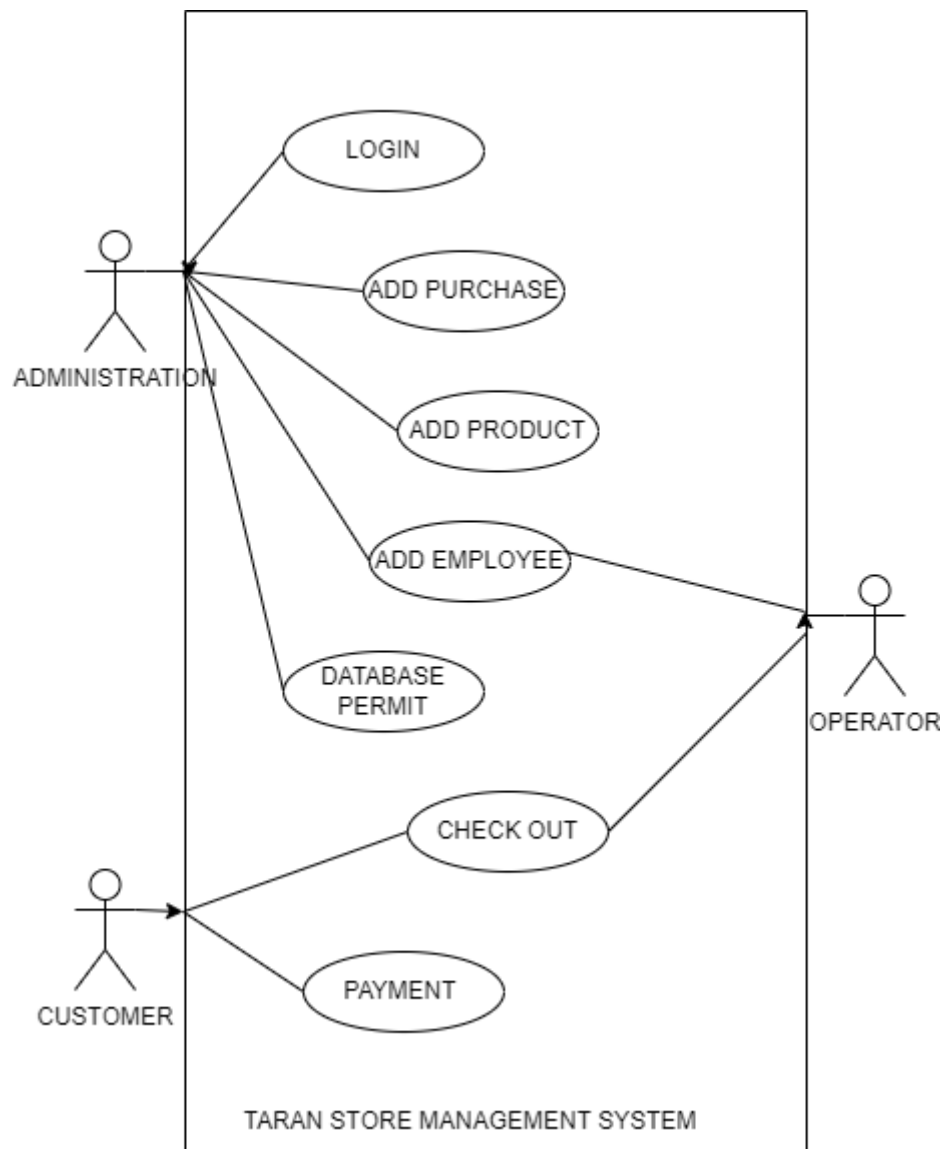 LOGIN
ADD PURCHASE
ADMINISTRATION
ADD PRODUCT
ADD EMPLOYEE
DATABASE
PERMIT
OPERATOR
CHECK OUT
PAYMENT
CUSTOMER
TARAN STORE MANAGEMENT SYSTEM